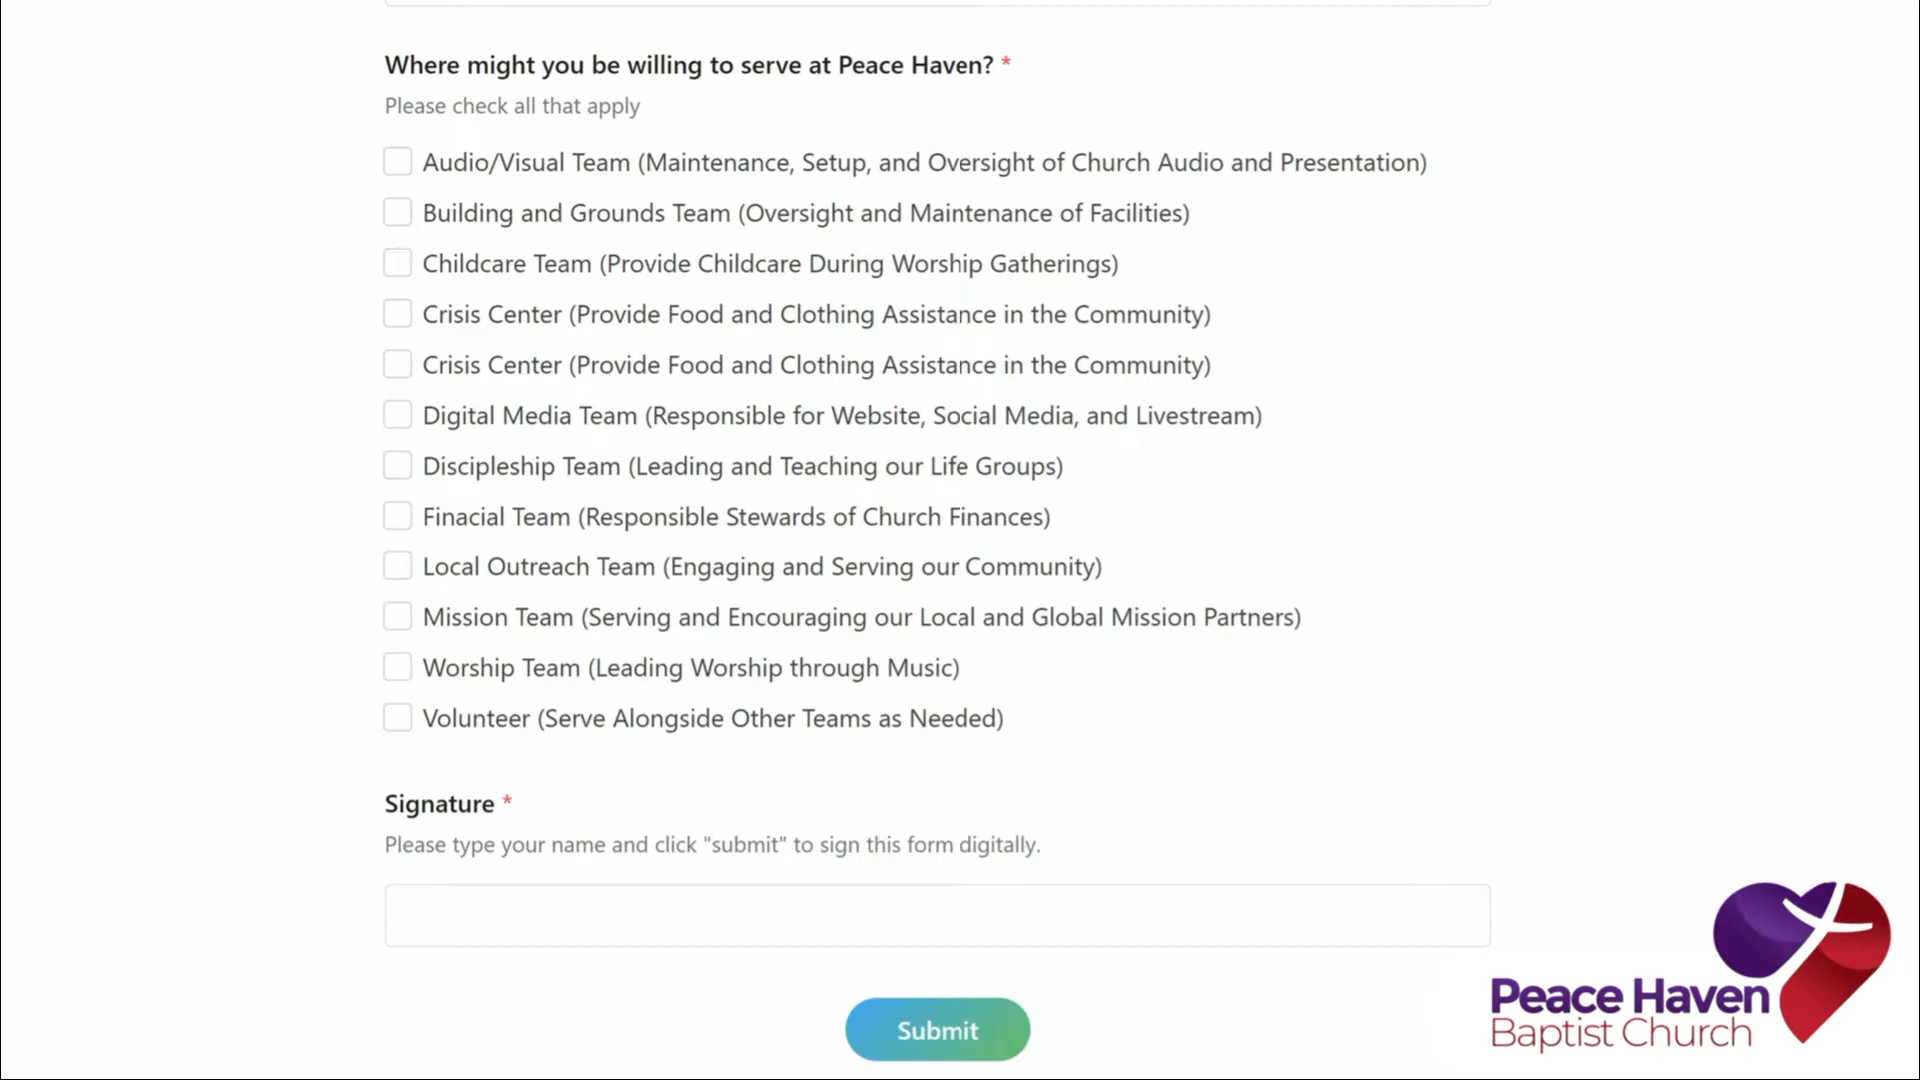 Where might you be willing to serve at Peace Haven? *
Please check all that apply
Audio/Visual Team (Maintenance, Setup, and Oversight of Church Audio and Presentation)
Building and Grounds Team (Oversight and Maintenance of Facilities)
Childcare Team (Provide Childcare During Worship Gatherings)
Crisis Center (Provide Food and Clothing Assistance in the Community)
Crisis Center (Provide Food and Clothing Assistance in the Community)
Digital Media Team (Responsible for Website, Social Media, and Livestream)
Discipleship Team (Leading and Teaching our Life Groups)
Finacial Team (Responsible Stewards of Church Finances)
Local Outreach Team (Engaging and Serving our Community)
Mission Team (Serving and Encouraging our Local and Global Mission Partners)
Worship Team (Leading Worship through Music)
Volunteer (Serve Alongside Other Teams as Needed)
Signature *
Please type your name and click "submit" to sign this form digitally.
Submit
Peace Haven
Baptist Church